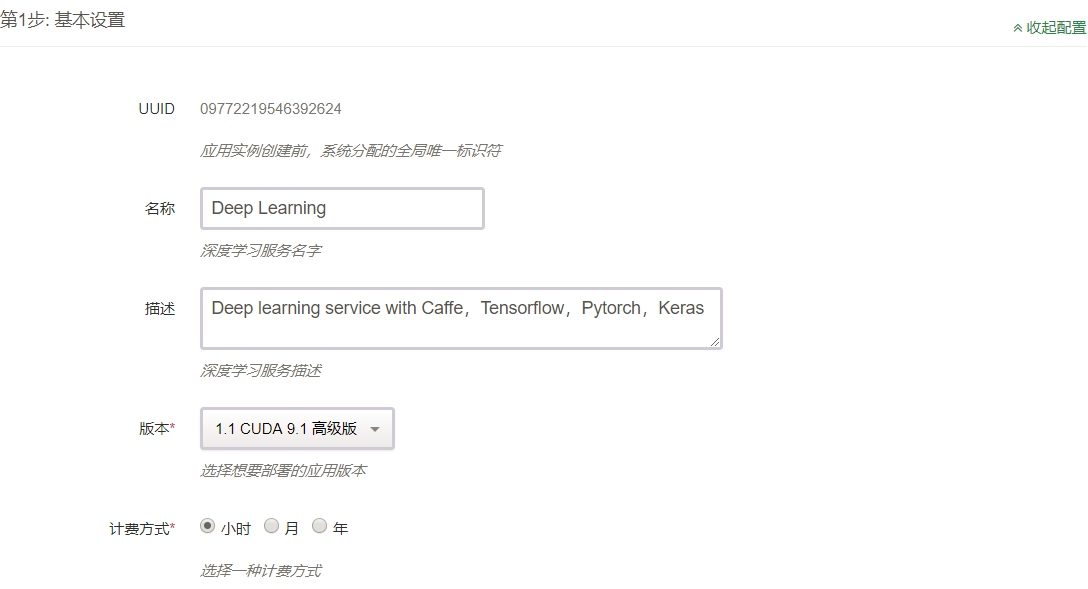 第1步: 基本设置
收起配置
UUID 09772219546392624
应用实例创建前，系统分配的全局唯一标识符
名称 Deep Learning
深度学习服务名字
描述 Deep learning service with Caffe，Tensorflow，Pytorch，Keras
深度学习服务描述
版本* 1.1 CUDA 9.1 高级版
选择想要部署的应用版本
计费方式* 小时 月 年
选择一种计费方式